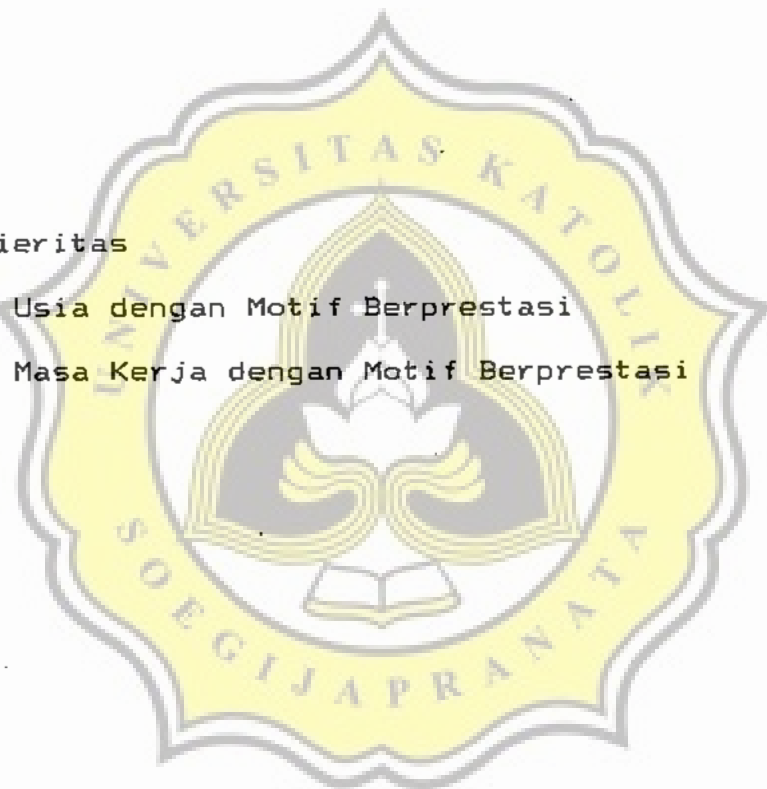 UNIVERSITAS KATOLIK
ieritas
Usia dengan Motif Berprestasi
Masa Kerja dengan Motif Berprestasi
SOEGIJAPRANATA